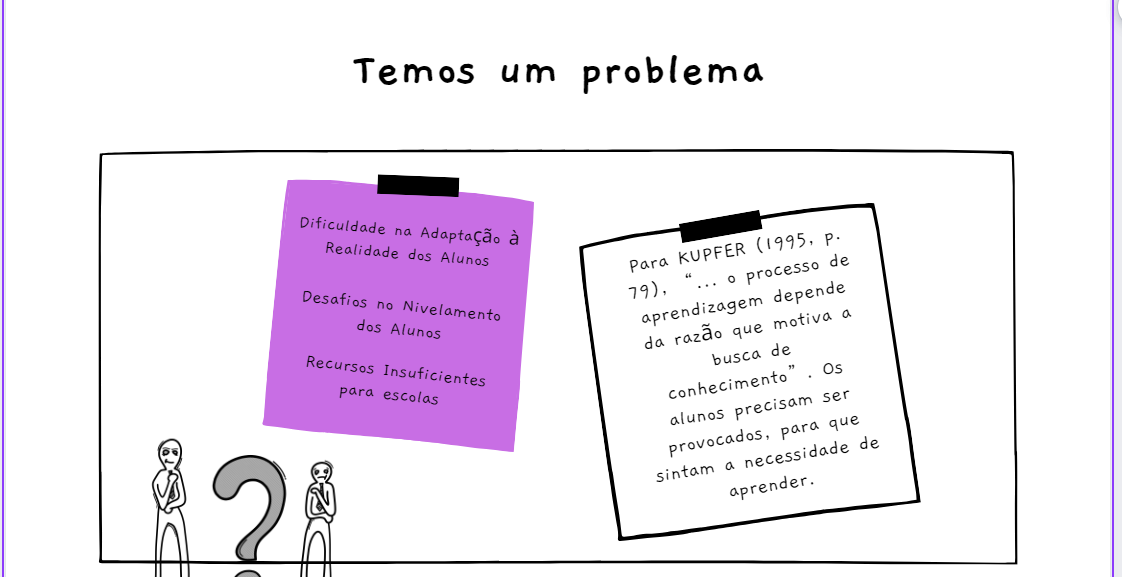 Temos um problema
Dificuldade na Adaptação à
Realidade dos Alunos
Desafios no Nivelamento
dos Alunos
Recursos Insuficientes
para escolas
Para KUPFER (1995, p.
79), “... o processo de
aprendizagem depende
da razão que motiva a
busca de
conhecimento” . Os
alunos precisam ser
provocados, para que
sintam a necessidade de
aprender.